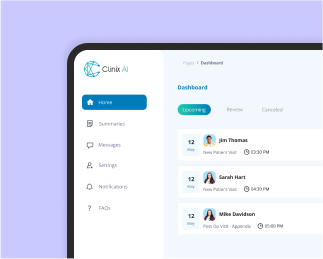 Clinix AI
Home
Summaries
Messages
Settings
Notifications
? FAQs
Pages / Dashboard
Dashboard
Upcoming Review Canceled
12 May
Jim Thomas
New Patient Visit 03:30 PM
12 May
Sarah Hart
New Patient Visit 04:30 PM
12 May
Mike Davidson
Post Op Visit - Appendix 05:00 PM